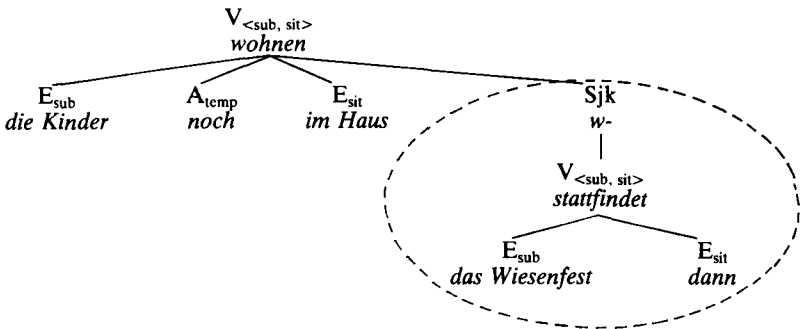 V<sub, sit>
wohnen
E sub A temp E sit Sjk
die Kinder noch im Haus w-
V<sub, sit>
stattfindet
E sub E sit
das Wiesenfest dann